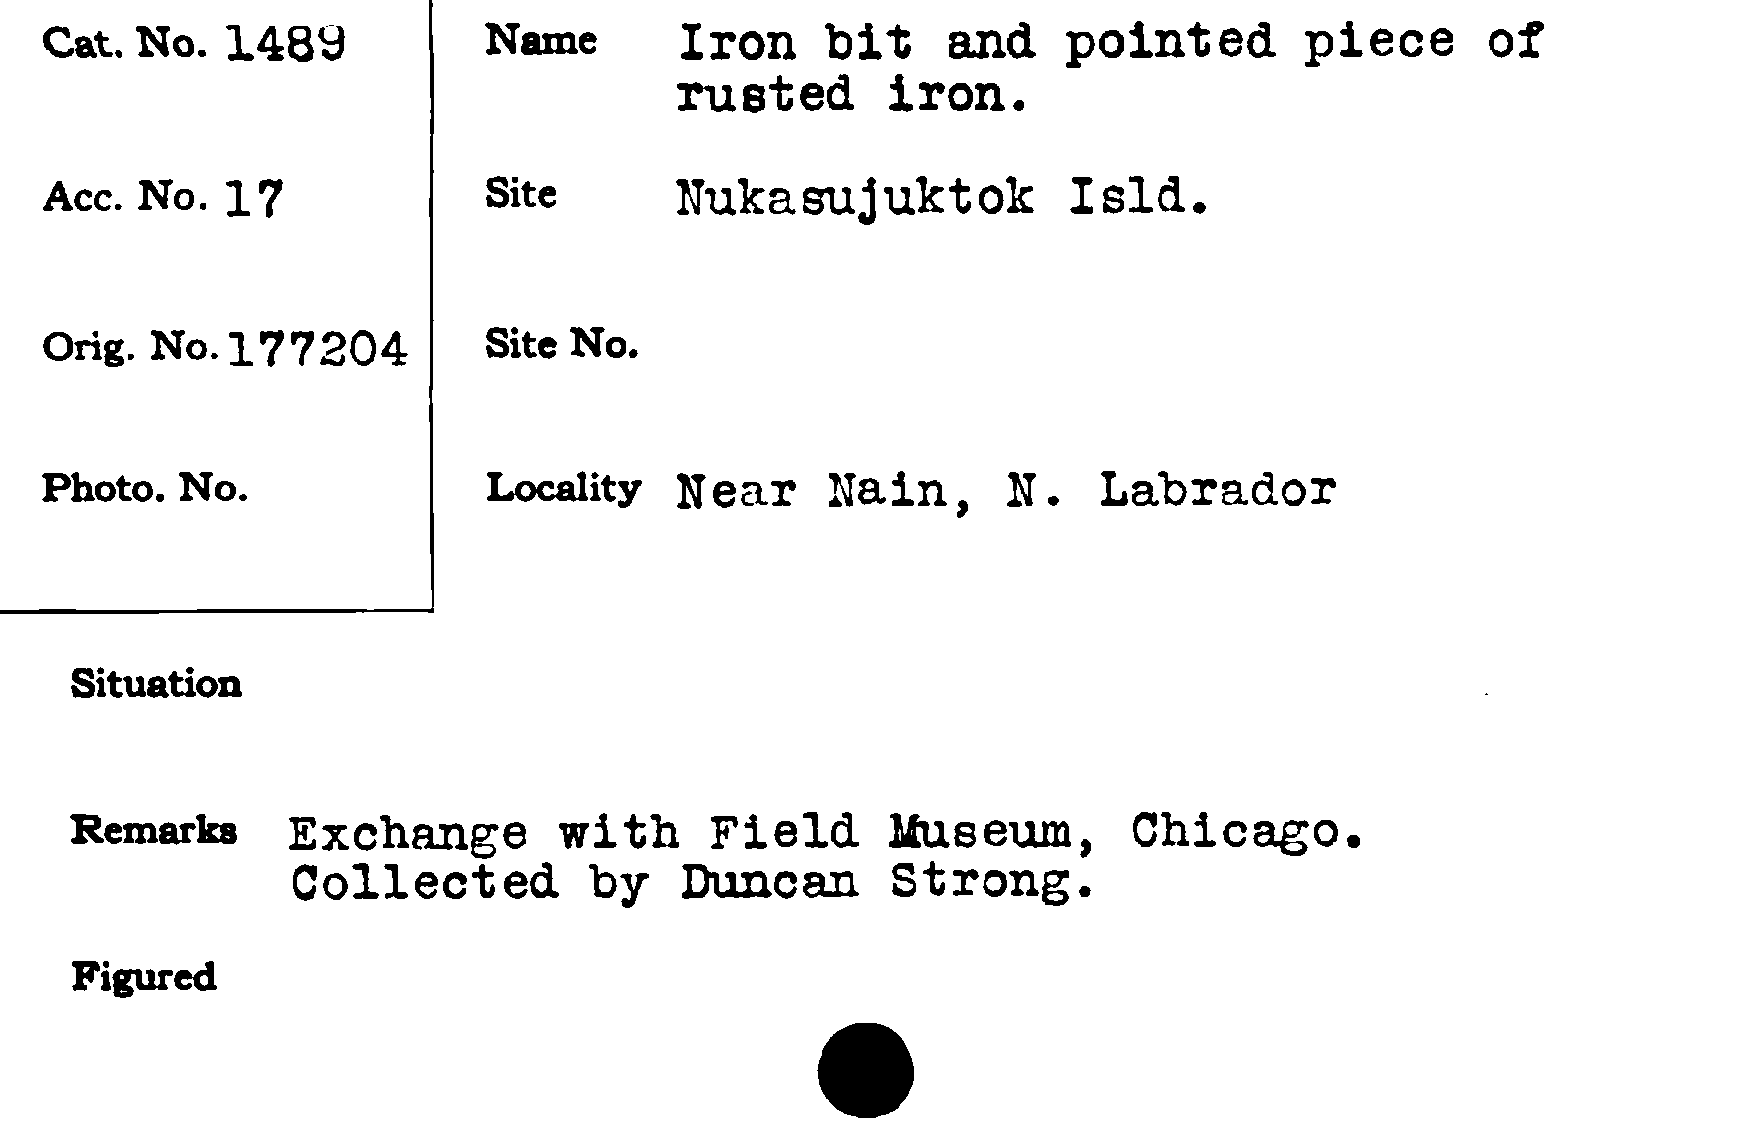 Cat. No. 1489
Name Iron bit and pointed piece of
rusted iron.
Acc. No. 17
Site Nukasujuktok Isld.
Orig. No. 177204
Site No.
Photo. No.
Locality Near Nain, N. Labrador
Situation
Remarks Exchange with Field Museum, Chicago.
Collected by Duncan Strong.
Figured